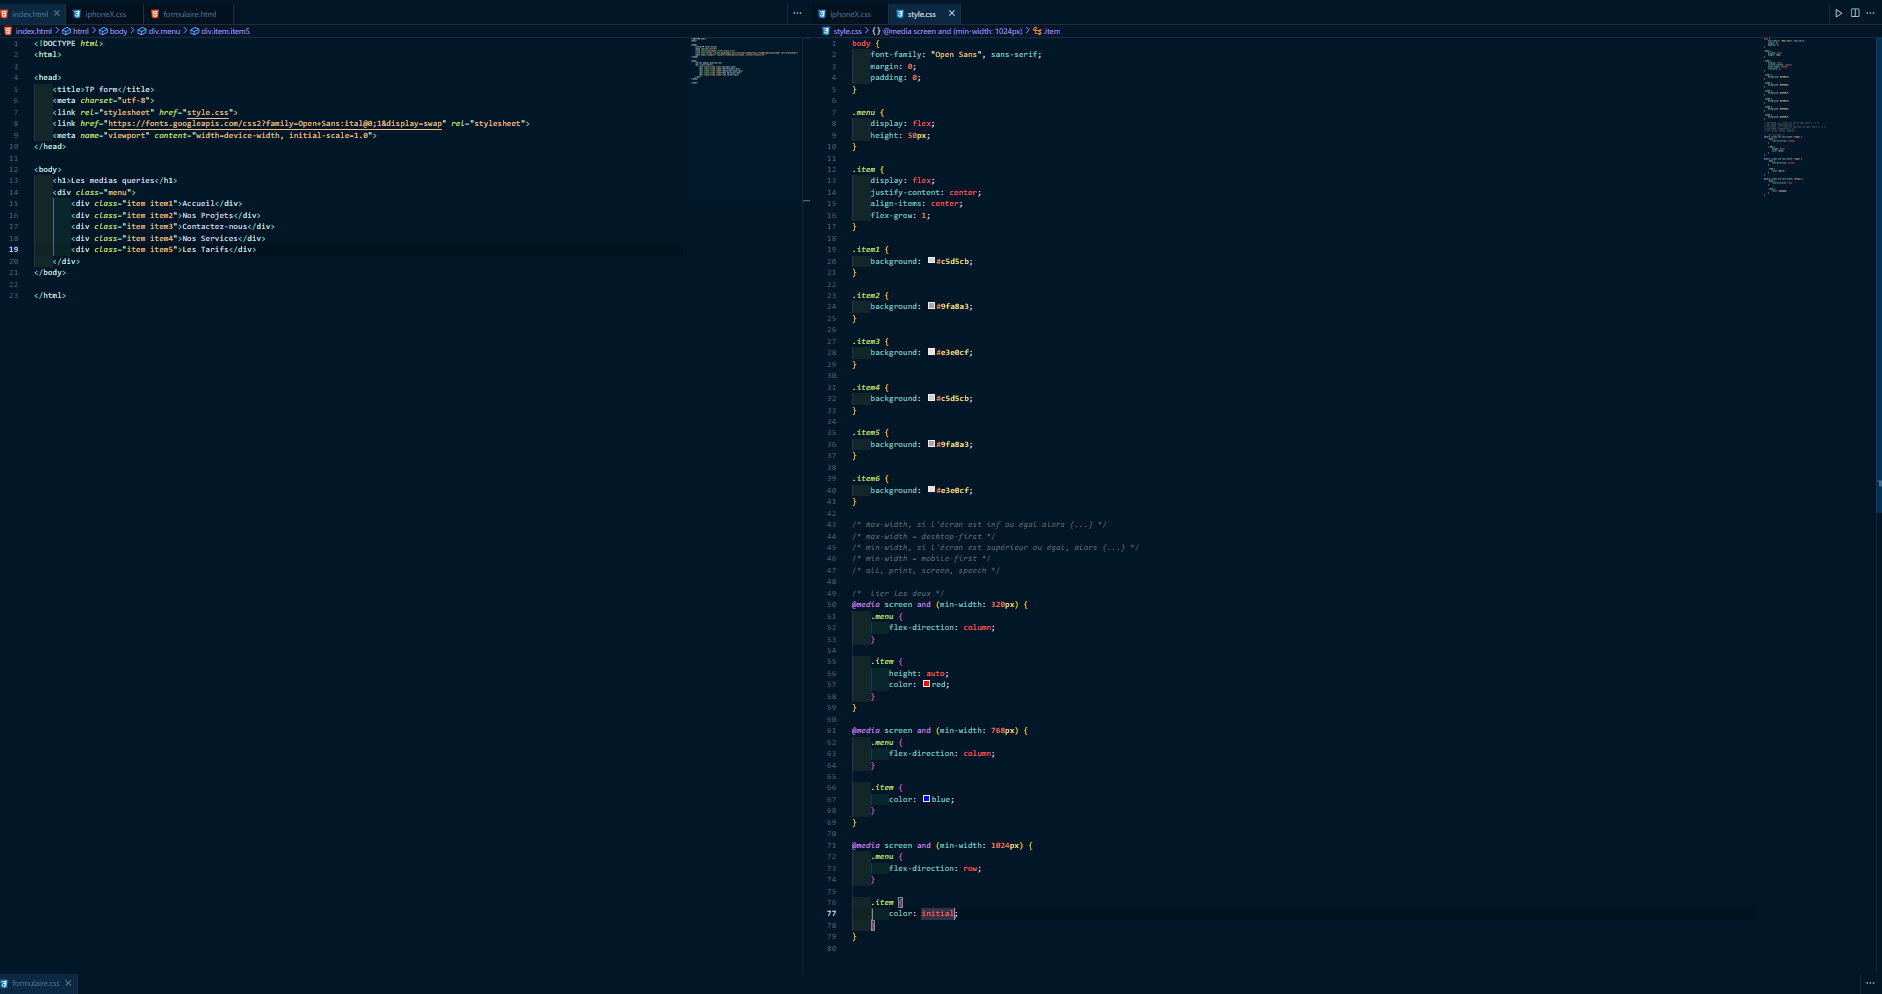 index.html
iphoneX.css
formulaire.html
index.html > html > body > div.menu > div.item.item5
1 <!DOCTYPE html>
2 <html>
3
4 <head>
5 <title>TP form</title>
6 <meta charset="utf-8">
7 <link rel="stylesheet" href="style.css">
8 <link href="https://fonts.googleapis.com/css2?family=Open+Sans:ital@0;1&display=swap" rel="stylesheet">
9 <meta name="viewport" content="width=device-width, initial-scale=1.0">
10 </head>
11
12 <body>
13 <h1>Les medias queries</h1>
14 <div class="menu">
15 <div class="item item1">Accueil</div>
16 <div class="item item2">Nos Projets</div>
17 <div class="item item3">Contactez-nous</div>
18 <div class="item item4">Nos Services</div>
19 <div class="item item5">Les Tarifs</div>
20 </div>
21 </body>
22
23 </html>
iphoneX.css
style.css
style.css > {} @media screen and (min-width: 1024px) > .item
1 body {
2 font-family: "Open Sans", sans-serif;
3 margin: 0;
4 padding: 0;
5 }
6
7 .menu {
8 display: flex;
9 height: 50px;
10 }
11
12 .item {
13 display: flex;
14 justify-content: center;
15 align-items: center;
16 flex-grow: 1;
17 }
18
19 .item1 {
20 background: #c5d5cb;
21 }
22
23 .item2 {
24 background: #9fa8a3;
25 }
26
27 .item3 {
28 background: #e3e0cf;
29 }
30
31 .item4 {
32 background: #c5d5cb;
33 }
34
35 .item5 {
36 background: #9fa8a3;
37 }
38
39 .item6 {
40 background: #e3e0cf;
41 }
42
43 /* max-width, si l'écran est inf ou égal alors {...} */
44 /* max-width = desktop-first */
45 /* min-width, si l'écran est supérieur ou égal, alors {...} */
46 /* min-width = mobile-first */
47 /* all, print, screen, speech */
48
49 /* lier les deux */
50 @media screen and (min-width: 320px) {
51 .menu {
52 flex-direction: column;
53 }
54
55 .item {
56 height: auto;
57 color: red;
58 }
59 }
60
61 @media screen and (min-width: 768px) {
62 .menu {
63 flex-direction: column;
64 }
65
66 .item {
67 color: blue;
68 }
69 }
70
71 @media screen and (min-width: 1024px) {
72 .menu {
73 flex-direction: row;
74 }
75
76 .item {
77 color: initial;
78 }
79 }
80
formulaire.css